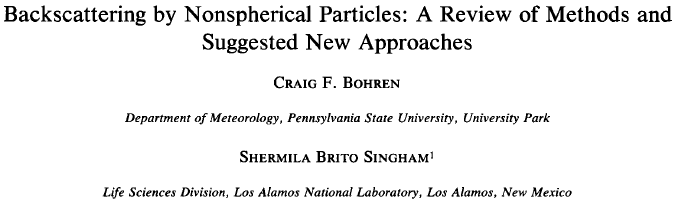 Backscattering by Nonspherical Particles: A Review of Methods and
Suggested New Approaches
CRAIG F. BOHREN
Department of Meteorology, Pennsylvania State University, University Park
SHERMILA BRITO SINGHAM¹
Life Sciences Division, Los Alamos National Laboratory, Los Alamos, New Mexico